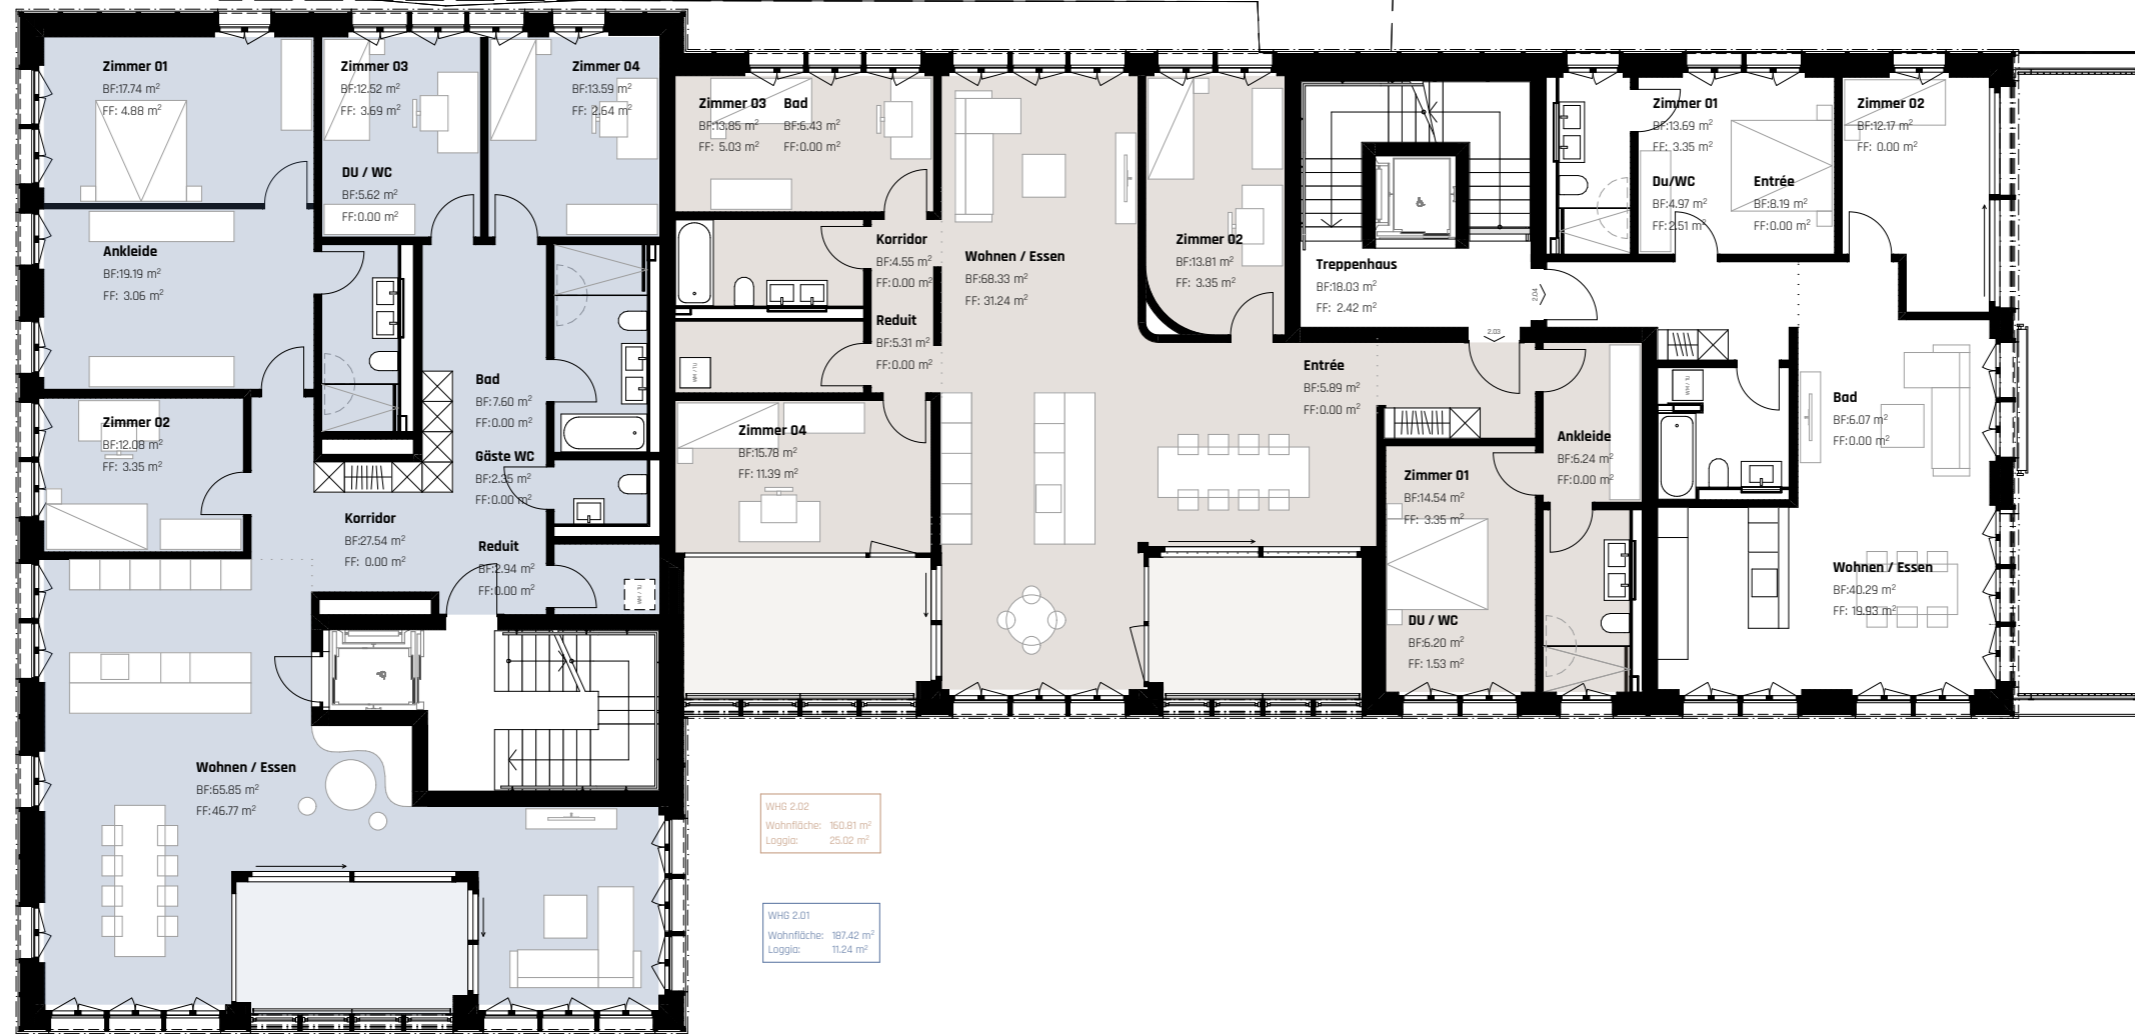 Zimmer 01
BF:17.74 m²
FF: 4.88 m²
Zimmer 03
BF:12.52 m²
FF: 3.69 m²
Zimmer 04
BF:13.59 m²
FF: 2.64 m²
DU / WC
BF:5.62 m²
FF:0.00 m²
Ankleide
BF:19.19 m²
FF: 3.06 m²
Zimmer 02
BF:12.08 m²
FF: 3.35 m²
Bad
BF:7.60 m²
FF:0.00 m²
Gäste WC
BF:2.35 m²
FF:0.00 m²
Korridor
BF:27.54 m²
FF: 0.00 m²
Reduit
BF:2.94 m²
FF:0.00 m²
WM / TU
Wohnen / Essen
BF:65.85 m²
FF:46.77 m²
Zimmer 03
BF:13.85 m²
FF: 5.03 m²
Bad
BF:6.43 m²
FF:0.00 m²
Korridor
BF:4.55 m²
FF:0.00 m²
Reduit
BF:5.31 m²
FF:0.00 m²
WM / TU
Zimmer 04
BF:15.78 m²
FF: 11.39 m²
Wohnen / Essen
BF:68.33 m²
FF: 31.24 m²
Zimmer 02
BF:13.81 m²
FF: 3.35 m²
Treppenhaus
BF:18.03 m²
FF: 2.42 m²
2.04
2.03
Entrée
BF:5.89 m²
FF:0.00 m²
Zimmer 01
BF:14.54 m²
FF: 3.35 m²
Ankleide
BF:6.24 m²
FF:0.00 m²
DU / WC
BF:6.20 m²
FF: 1.53 m²
Zimmer 01
BF:13.69 m²
FF: 3.35 m²
Zimmer 02
BF:12.17 m²
FF: 0.00 m²
Du/WC
BF:4.97 m²
FF:2.51 m²
Entrée
BF:8.19 m²
FF:0.00 m²
WM / TU
Bad
BF:6.07 m²
FF:0.00 m²
Wohnen / Essen
BF:40.29 m²
FF: 19.93 m²
WHG 2.02
Wohnfläche: 160.81 m²
Loggia: 25.02 m²
WHG 2.01
Wohnfläche: 187.42 m²
Loggia: 11.24 m²